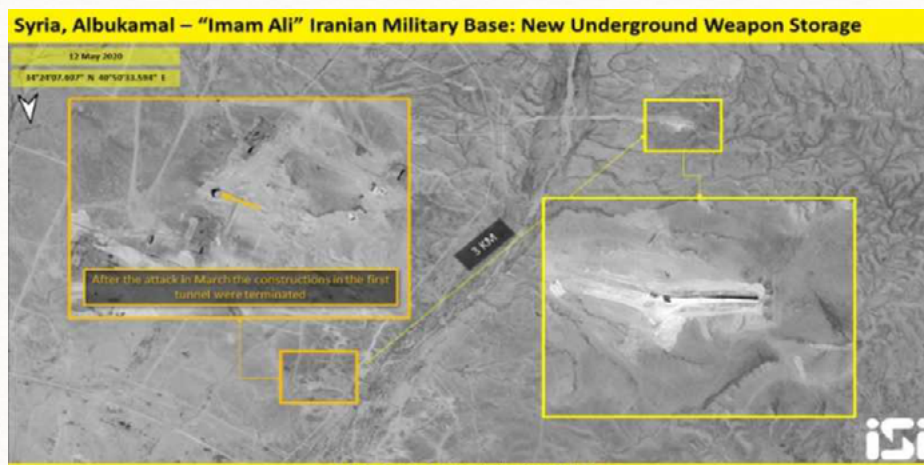 Syria, Albukamal – “Imam Ali” Iranian Military Base: New Underground Weapon Storage
12 May 2020
34°24'07.607" N 40°50'33.594" E
3 KM
After the attack in March the constructions in the first
tunnel were terminated
iSi